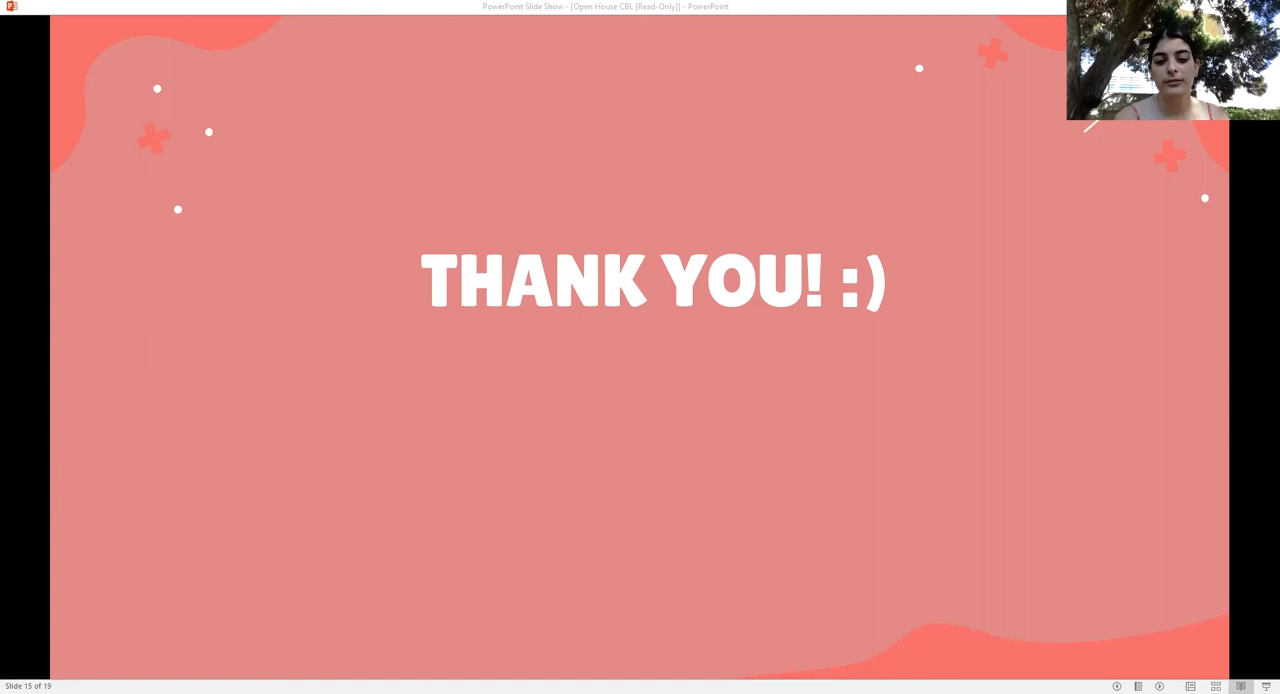 PowerPoint Slide Show - [Open House CBL [Read-Only]] - PowerPoint
THANK YOU! :)
Slide 15 of 19